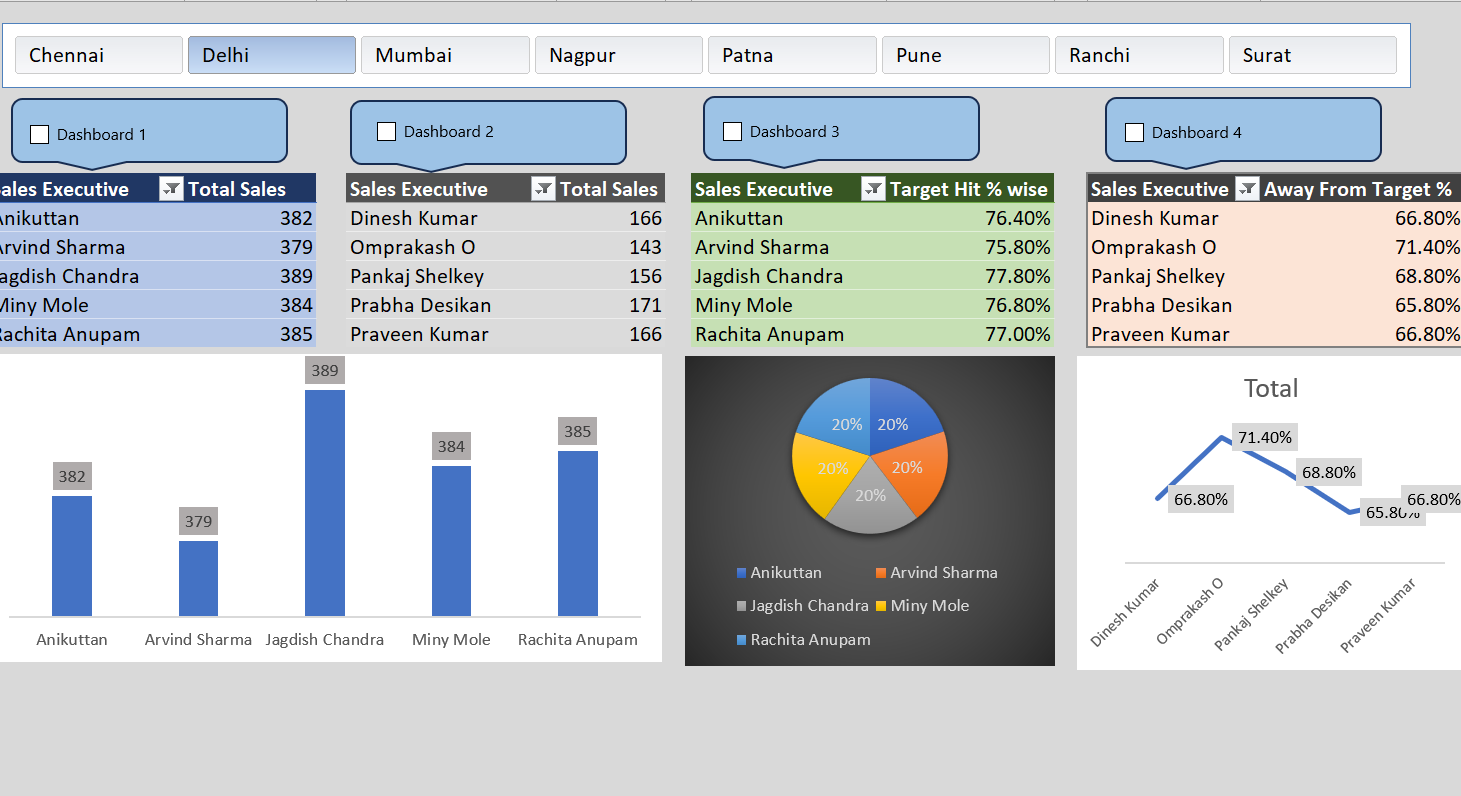 Chennai Delhi Mumbai Nagpur Patna Pune Ranchi Surat
Dashboard 1
Dashboard 2
Dashboard 3
Dashboard 4
ales Executive Total Sales
Anikuttan 382
Arvind Sharma 379
Jagdish Chandra 389
Miny Mole 384
Rachita Anupam 385
Sales Executive Total Sales
Dinesh Kumar 166
Omprakash O 143
Pankaj Shelkey 156
Prabha Desikan 171
Praveen Kumar 166
Sales Executive Target Hit % wise
Anikuttan 76.40%
Arvind Sharma 75.80%
Jagdish Chandra 77.80%
Miny Mole 76.80%
Rachita Anupam 77.00%
Sales Executive Away From Target %
Dinesh Kumar 66.80%
Omprakash O 71.40%
Pankaj Shelkey 68.80%
Prabha Desikan 65.80%
Praveen Kumar 66.80%
382 379 389 384 385
Anikuttan Arvind Sharma Jagdish Chandra Miny Mole Rachita Anupam
20% 20%
20% 20%
20%
Anikuttan Arvind Sharma
Jagdish Chandra Miny Mole
Rachita Anupam
Total
66.80% 71.40% 68.80% 65.80% 66.80%
Dinesh Kumar Omprakash O Pankaj Shelkey Prabha Desikan Praveen Kumar